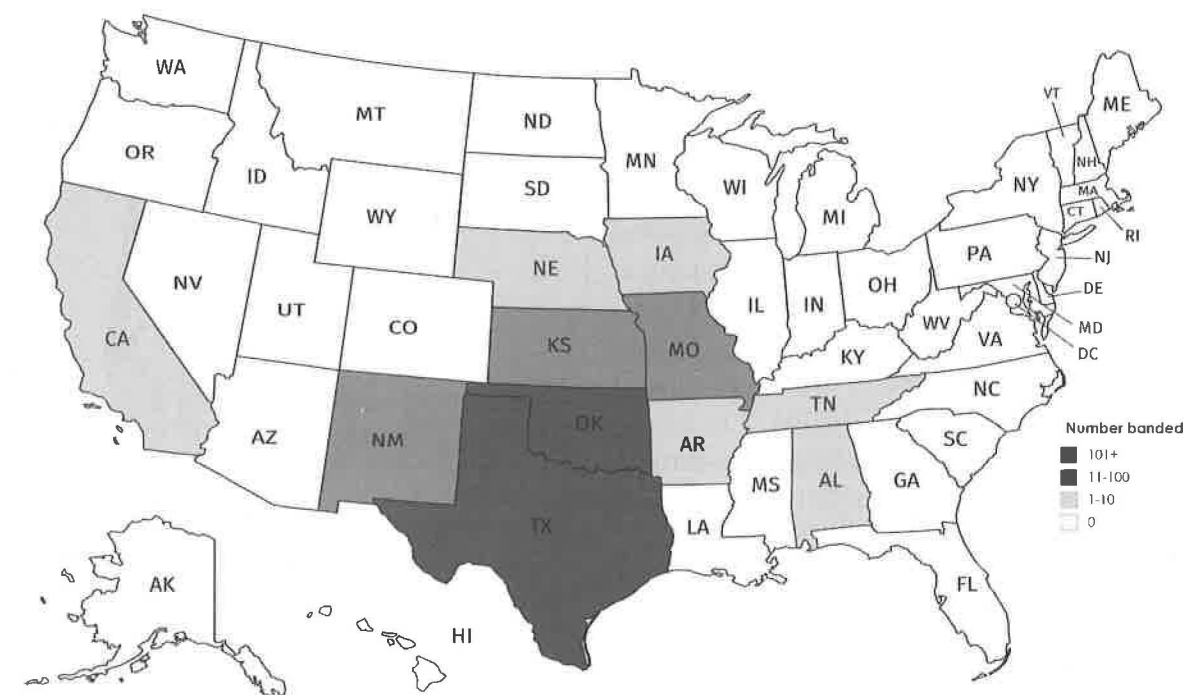 WA
MT
ND
MN
VT
ME
OR
ID
SD
WI
NH
NY
MA
WY
MI
CT
RI
NE
IA
PA
NJ
NV
OH
DE
UT
IL
IN
CO
WV
MD
CA
KS
MO
KY
VA
DC
NC
TN
AZ
NM
OK
AR
SC
Number banded
101+
11-100
1-10
0
MS
AL
GA
TX
LA
AK
FL
HI